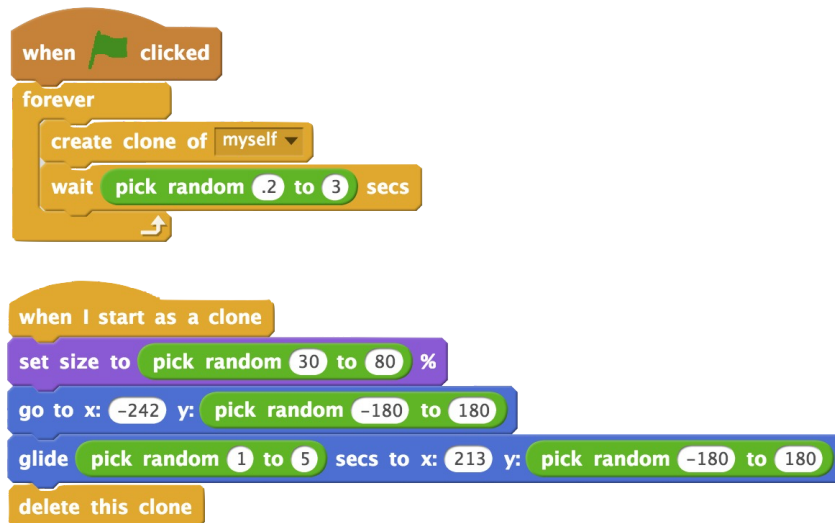 when clicked
forever
create clone of myself
wait pick random .2 to 3 secs
when I start as a clone
set size to pick random 30 to 80 %
go to x: -242 y: pick random -180 to 180
glide pick random 1 to 5 secs to x: 213 y: pick random -180 to 180
delete this clone